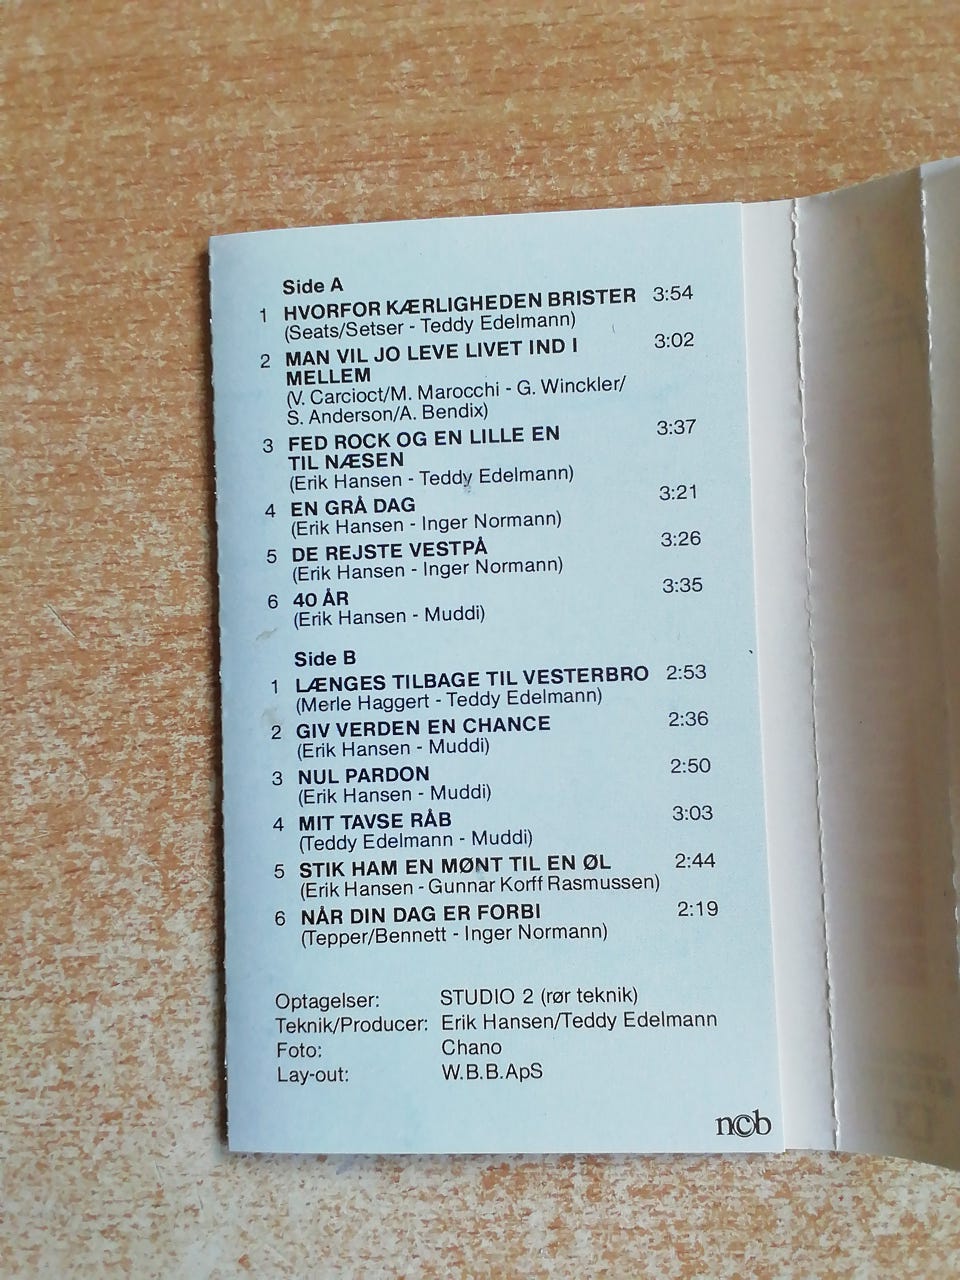 Side A
1 HVORFOR KÆRLIGHEDEN BRISTER 3:54
(Seats/Setser - Teddy Edelmann)
2 MAN VIL JO LEVE LIVET IND I 3:02
MELLEM
(V. Carcioct/M. Marocchi - G. Winckler/
S. Anderson/A. Bendix)
3 FED ROCK OG EN LILLE EN 3:37
TIL NÆSEN
(Erik Hansen - Teddy Edelmann)
4 EN GRÅ DAG 3:21
(Erik Hansen - Inger Normann)
5 DE REJSTE VESTPÅ 3:26
(Erik Hansen - Inger Normann)
6 40 ÅR 3:35
(Erik Hansen - Muddi)
Side B
1 LÆNGES TILBAGE TIL VESTERBRO 2:53
(Merle Haggert - Teddy Edelmann)
2 GIV VERDEN EN CHANCE 2:36
(Erik Hansen - Muddi)
3 NUL PARDON 2:50
(Erik Hansen - Muddi)
4 MIT TAVSE RÅB 3:03
(Teddy Edelmann - Muddi)
5 STIK HAM EN MØNT TIL EN ØL 2:44
(Erik Hansen - Gunnar Korff Rasmussen)
6 NÅR DIN DAG ER FORBI 2:19
(Tepper/Bennett - Inger Normann)
Optagelser: STUDIO 2 (rør teknik)
Teknik/Producer: Erik Hansen/Teddy Edelmann
Foto: Chano
Lay-out: W.B.B.ApS
n©b